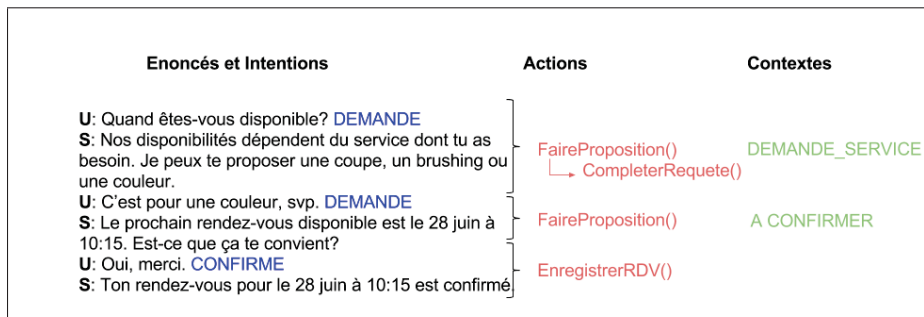 Enoncés et Intentions Actions Contextes
U: Quand êtes-vous disponible? DEMANDE
S: Nos disponibilités dépendent du service dont tu as
besoin. Je peux te proposer une coupe, un brushing ou
une couleur.
FaireProposition() DEMANDE_SERVICE
CompleterRequete()
U: C'est pour une couleur, svp. DEMANDE
S: Le prochain rendez-vous disponible est le 28 juin à
10:15. Est-ce que ça te convient?
FaireProposition() A CONFIRMER
U: Oui, merci. CONFIRME
S: Ton rendez-vous pour le 28 juin à 10:15 est confirmé.
EnregistrerRDV()